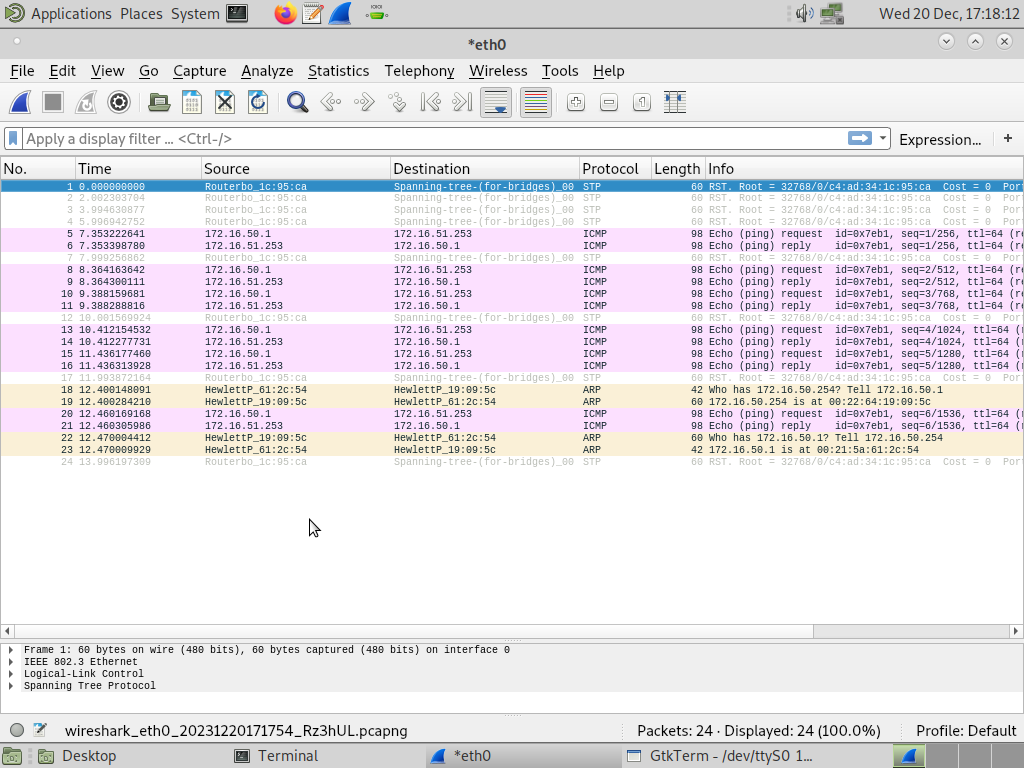 Applications Places System Wed 20 Dec, 17:18:12
*eth0
File Edit View Go Capture Analyze Statistics Telephony Wireless Tools Help
Apply a display filter ... <Ctrl-/> Expression... +
No. Time Source Destination Protocol Length Info
1 0.000000000 Routerbo_1c:95:ca Spanning-tree-(for-bridges)_00 STP 60 RST. Root = 32768/0/c4:ad:34:1c:95:ca Cost = 0 Por
2 2.002303704 Routerbo_1c:95:ca Spanning-tree-(for-bridges)_00 STP 60 RST. Root = 32768/0/c4:ad:34:1c:95:ca Cost = 0 Por
3 3.994630877 Routerbo_1c:95:ca Spanning-tree-(for-bridges)_00 STP 60 RST. Root = 32768/0/c4:ad:34:1c:95:ca Cost = 0 Por
4 5.996942752 Routerbo_1c:95:ca Spanning-tree-(for-bridges)_00 STP 60 RST. Root = 32768/0/c4:ad:34:1c:95:ca Cost = 0 Por
5 7.353222641 172.16.50.1 172.16.51.253 ICMP 98 Echo (ping) request id=0x7eb1, seq=1/256, ttl=64 (re
6 7.353398780 172.16.51.253 172.16.50.1 ICMP 98 Echo (ping) reply id=0x7eb1, seq=1/256, ttl=64 (re
7 7.999256862 Routerbo_1c:95:ca Spanning-tree-(for-bridges)_00 STP 60 RST. Root = 32768/0/c4:ad:34:1c:95:ca Cost = 0 Por
8 8.364163642 172.16.50.1 172.16.51.253 ICMP 98 Echo (ping) request id=0x7eb1, seq=2/512, ttl=64 (re
9 8.364300111 172.16.51.253 172.16.50.1 ICMP 98 Echo (ping) reply id=0x7eb1, seq=2/512, ttl=64 (re
10 9.388159681 172.16.50.1 172.16.51.253 ICMP 98 Echo (ping) request id=0x7eb1, seq=3/768, ttl=64 (re
11 9.388288816 172.16.51.253 172.16.50.1 ICMP 98 Echo (ping) reply id=0x7eb1, seq=3/768, ttl=64 (re
12 10.001569924 Routerbo_1c:95:ca Spanning-tree-(for-bridges)_00 STP 60 RST. Root = 32768/0/c4:ad:34:1c:95:ca Cost = 0 Por
13 10.412154532 172.16.50.1 172.16.51.253 ICMP 98 Echo (ping) request id=0x7eb1, seq=4/1024, ttl=64 (r
14 10.412277731 172.16.51.253 172.16.50.1 ICMP 98 Echo (ping) reply id=0x7eb1, seq=4/1024, ttl=64 (r
15 11.436177460 172.16.50.1 172.16.51.253 ICMP 98 Echo (ping) request id=0x7eb1, seq=5/1280, ttl=64 (r
16 11.436313928 172.16.51.253 172.16.50.1 ICMP 98 Echo (ping) reply id=0x7eb1, seq=5/1280, ttl=64 (r
17 11.993872164 Routerbo_1c:95:ca Spanning-tree-(for-bridges)_00 STP 60 RST. Root = 32768/0/c4:ad:34:1c:95:ca Cost = 0 Por
18 12.400148091 HewlettP_61:2c:54 HewlettP_19:09:5c ARP 42 Who has 172.16.50.254? Tell 172.16.50.1
19 12.400284210 HewlettP_19:09:5c HewlettP_61:2c:54 ARP 60 172.16.50.254 is at 00:22:64:19:09:5c
20 12.460169168 172.16.50.1 172.16.51.253 ICMP 98 Echo (ping) request id=0x7eb1, seq=6/1536, ttl=64 (r
21 12.460305986 172.16.51.253 172.16.50.1 ICMP 98 Echo (ping) reply id=0x7eb1, seq=6/1536, ttl=64 (r
22 12.470004412 HewlettP_19:09:5c HewlettP_61:2c:54 ARP 60 Who has 172.16.50.1? Tell 172.16.50.254
23 12.470009929 HewlettP_61:2c:54 HewlettP_19:09:5c ARP 42 172.16.50.1 is at 00:21:5a:61:2c:54
24 13.996197309 Routerbo_1c:95:ca Spanning-tree-(for-bridges)_00 STP 60 RST. Root = 32768/0/c4:ad:34:1c:95:ca Cost = 0 Por
Frame 1: 60 bytes on wire (480 bits), 60 bytes captured (480 bits) on interface 0
IEEE 802.3 Ethernet
Logical-Link Control
Spanning Tree Protocol
wireshark_eth0_20231220171754_Rz3hUL.pcapng Packets: 24 · Displayed: 24 (100.0%) Profile: Default
Desktop Terminal *eth0 GtkTerm - /dev/ttyS0 1...